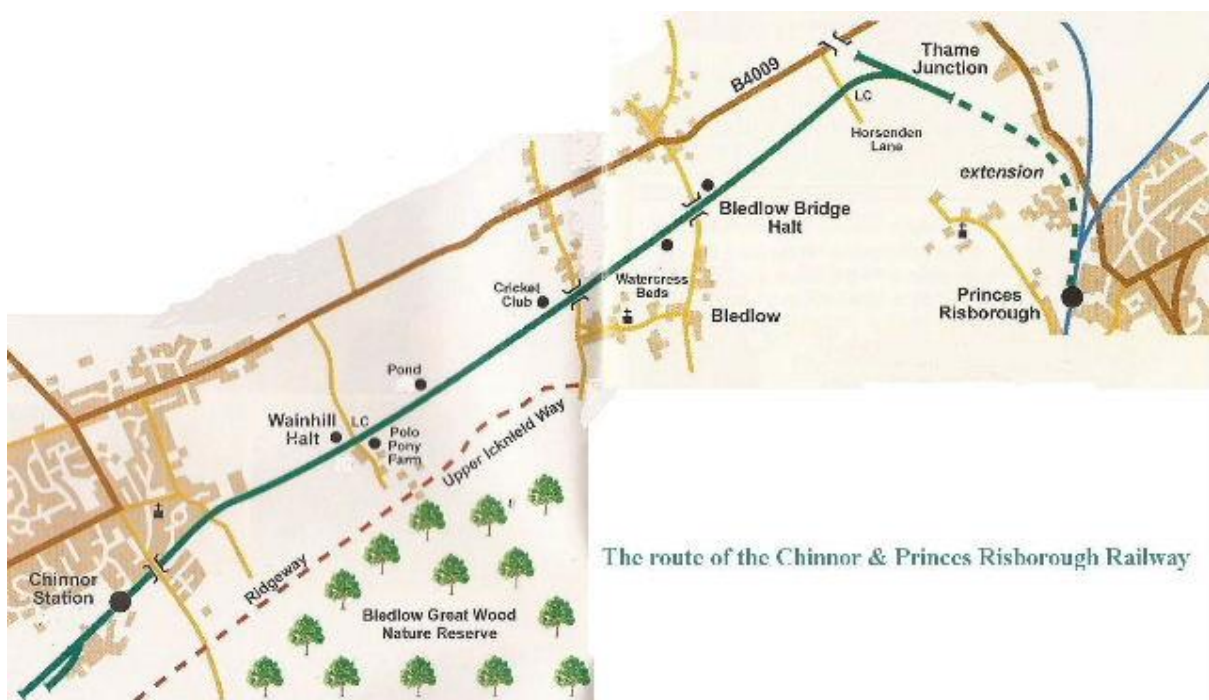 B4009
Thame
Junction
LC
Horsenden
Lane
extension
Bledlow Bridge
Halt
Cricket
Club
Watercress
Beds
Bledlow
Princes
Risborough
Pond
Wainhill
Halt
LC
Polo
Pony
Farm
Upper Icknield Way
Ridgeway
Chinnor
Station
Bledlow Great Wood
Nature Reserve
The route of the Chinnor & Princes Risborough Railway